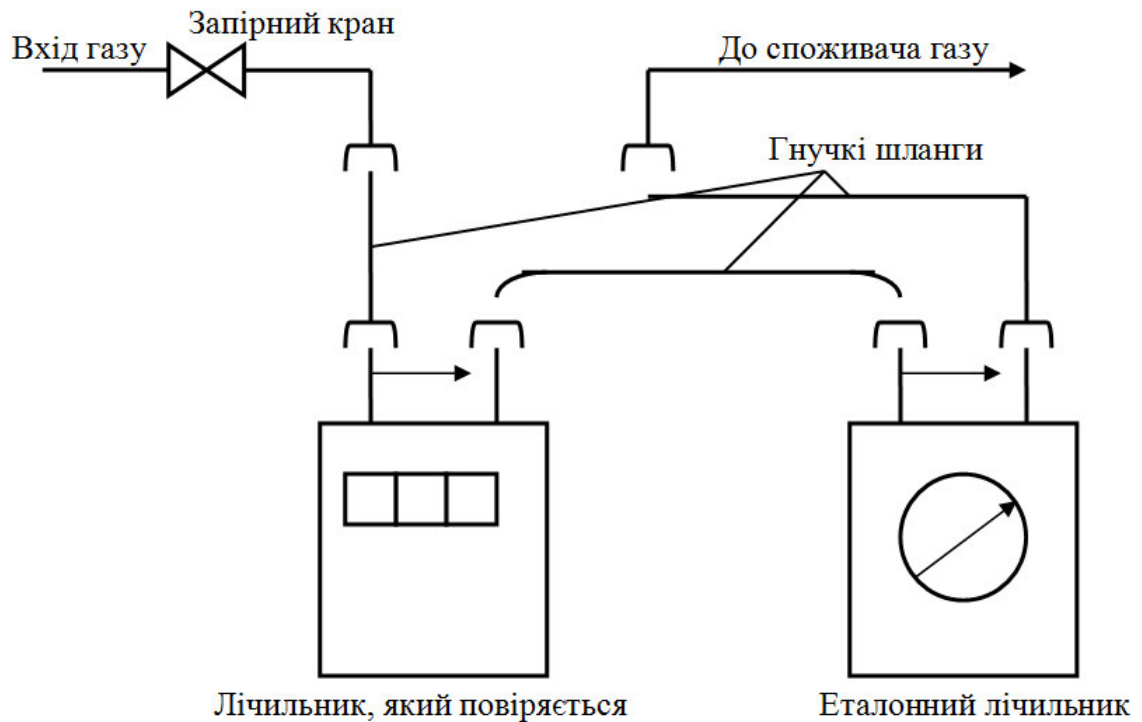 Запірний кран
Вхід газу
До споживача газу
Гнучкі шланги
Лічильник, який повіряється
Еталонний лічильник